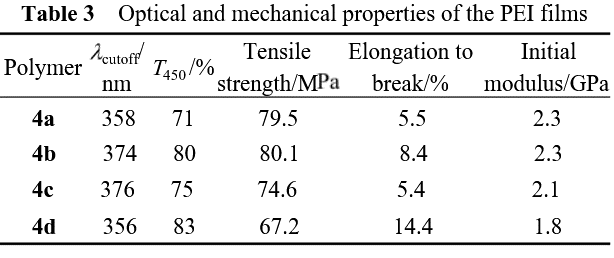 Table 3 Optical and mechanical properties of the PEI films
Polymer λcutoff/nm T450/% Tensile strength/MPa Elongation to break/% Initial modulus/GPa
4a 358 71 79.5 5.5 2.3
4b 374 80 80.1 8.4 2.3
4c 376 75 74.6 5.4 2.1
4d 356 83 67.2 14.4 1.8